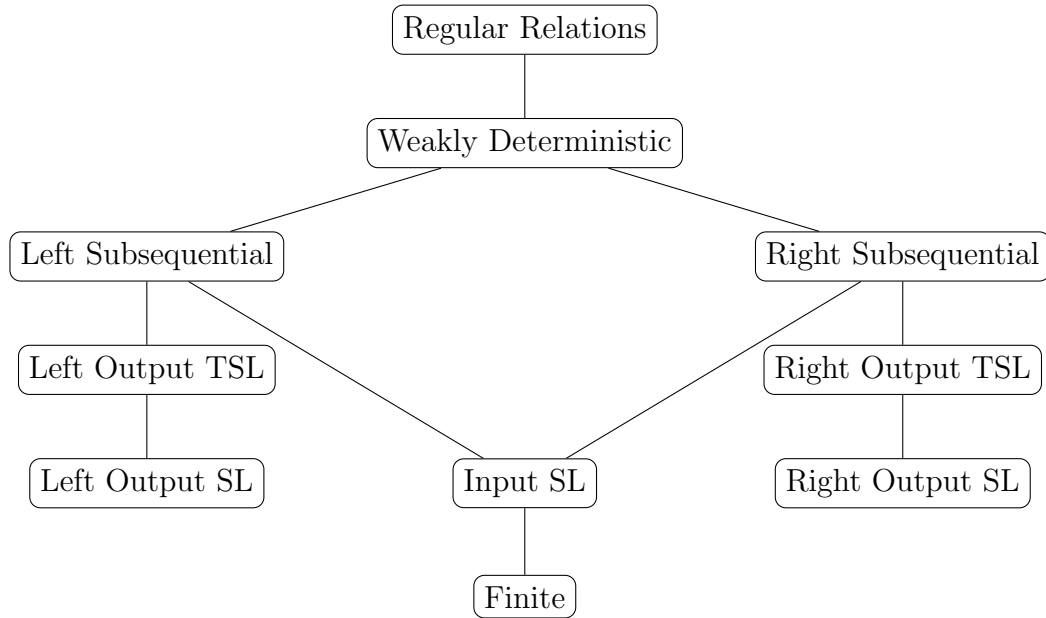 Regular Relations
Weakly Deterministic
Left Subsequential
Right Subsequential
Left Output TSL
Right Output TSL
Left Output SL
Input SL
Right Output SL
Finite